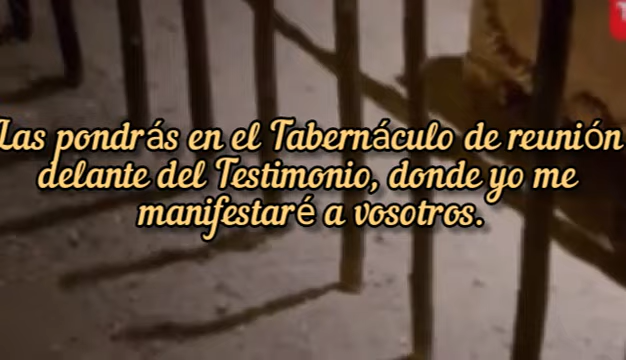 Las pondrás en el Tabernáculo de reunión
delante del Testimonio, donde yo me
manifestaré a vosotros.